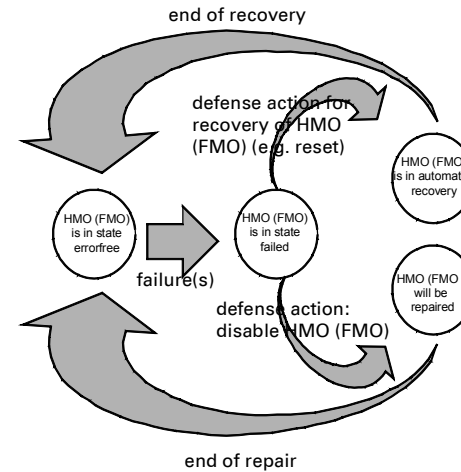 end of recovery
defense action for
recovery of HMO
(FMO) (e.g. reset)
HMO (FMO)
is in automat
recovery
HMO (FMO)
is in state
errorfree
HMO (FMO)
is in state
failed
failure(s)
HMO (FMO
will be
repaired
defense action:
disable HMO (FMO)
end of repair